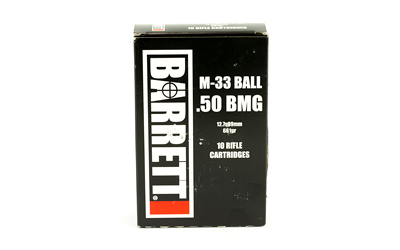 BARRETT
M-33 BALL
.50 BMG
12.7x99mm
661gr
10 RIFLE
CARTRIDGES